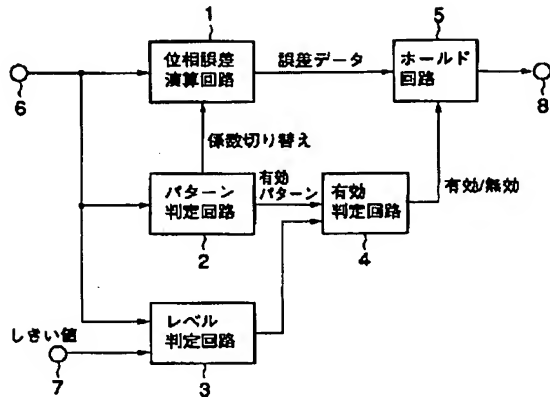 1
位相誤差
演算回路
誤差データ
5
ホールド
回路
6
8
係数切り替え
パターン
判定回路
2
有効
パターン
有効
判定回路
4
有効/無効
しきい値
7
レベル
判定回路
3